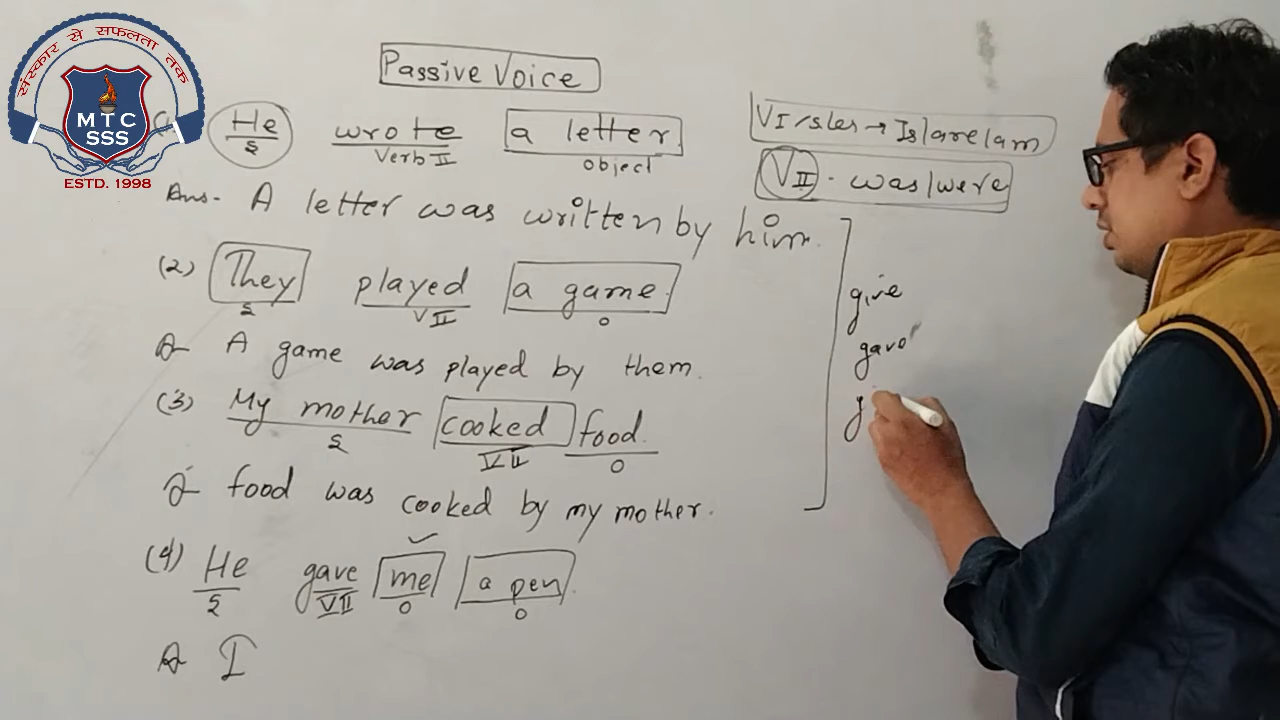 संस्कार से सफलता तक
MTC
SSS
ESTD. 1998
Passive Voice
He wrote a letter.
S Verb II object
VI/s/es → Is/are/am
VII - was/were
Ans- A letter was written by him.
(2) They played a game.
S VII O
A game was played by them.
(3) My mother cooked food.
S VII O
food was cooked by my mother.
(4) He gave me a pen.
S VII O O
I
give
gave